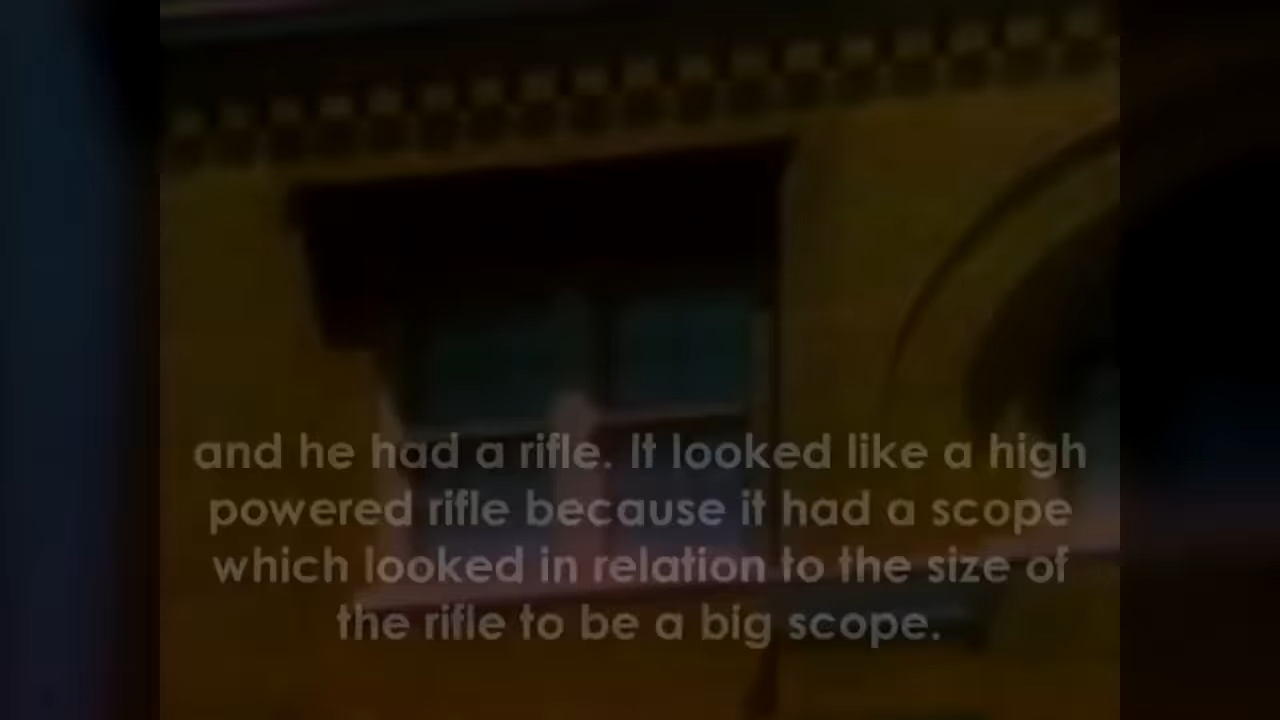 and he had a rifle. It looked like a high
powered rifle because it had a scope
which looked in relation to the size of
the rifle to be a big scope.